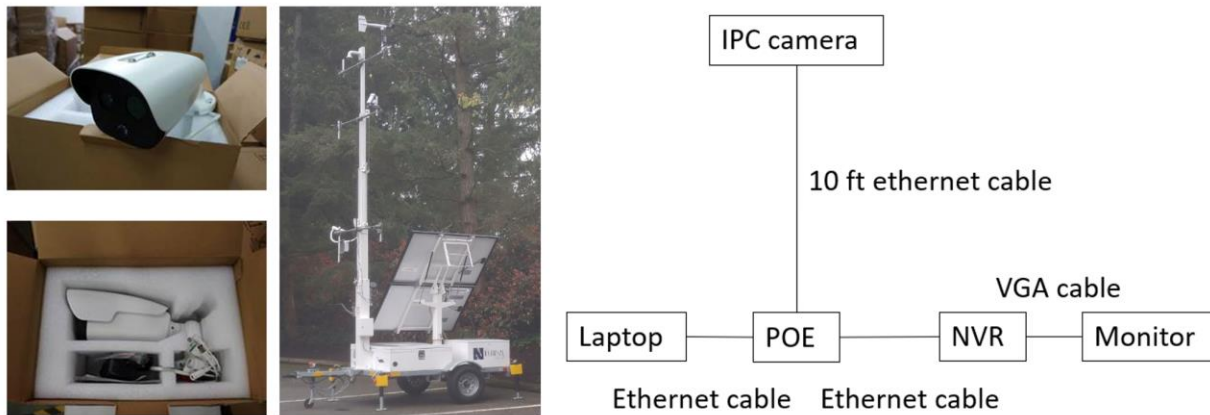 IPC camera
10 ft ethernet cable
VGA cable
Laptop
POE
NVR
Monitor
Ethernet cable
Ethernet cable